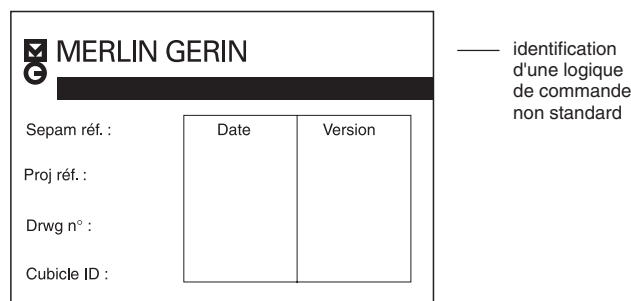 MERLIN GERIN
identification
d'une logique
de commande
non standard
Sepam réf. :
Date
Version
Proj réf. :
Drwg n° :
Cubicle ID :